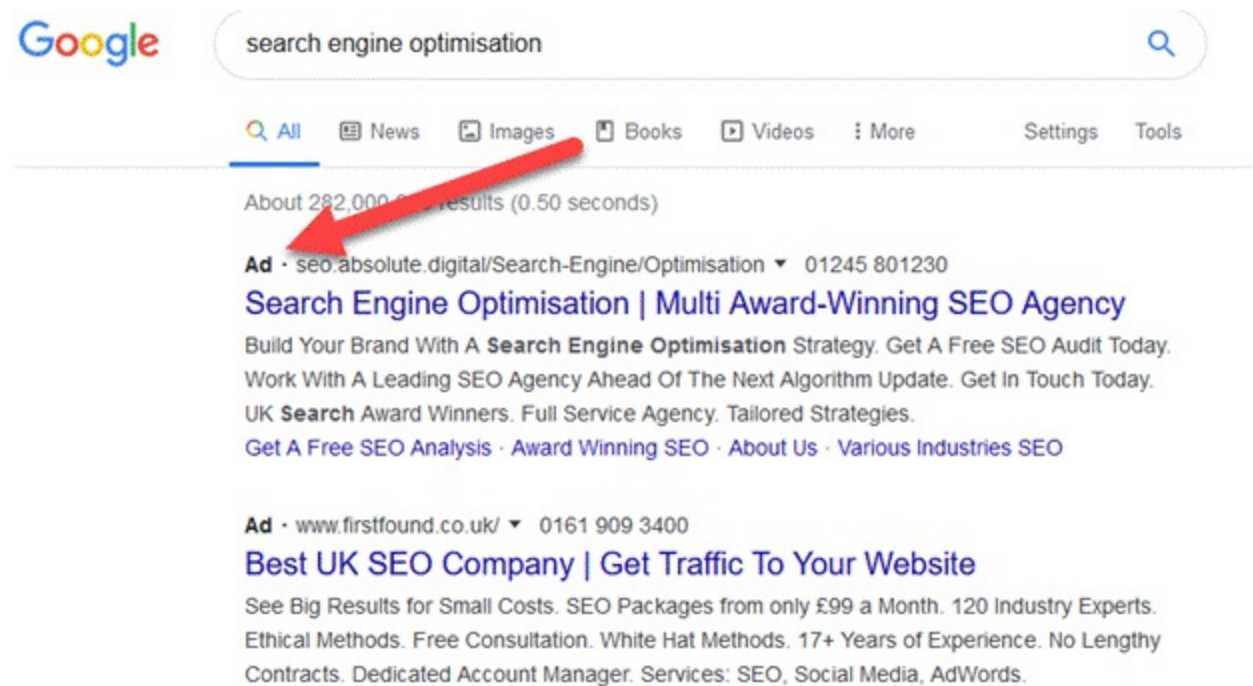 Google
search engine optimisation
All News Images Books Videos More Settings Tools
About 282,000, results (0.50 seconds)
Ad · seo.absolute.digital/Search-Engine/Optimisation 01245 801230
Search Engine Optimisation | Multi Award-Winning SEO Agency
Build Your Brand With A Search Engine Optimisation Strategy. Get A Free SEO Audit Today.
Work With A Leading SEO Agency Ahead Of The Next Algorithm Update. Get In Touch Today.
UK Search Award Winners. Full Service Agency. Tailored Strategies.
Get A Free SEO Analysis · Award Winning SEO · About Us · Various Industries SEO
Ad · www.firstfound.co.uk/ 0161 909 3400
Best UK SEO Company | Get Traffic To Your Website
See Big Results for Small Costs. SEO Packages from only £99 a Month. 120 Industry Experts.
Ethical Methods. Free Consultation. White Hat Methods. 17+ Years of Experience. No Lengthy
Contracts. Dedicated Account Manager. Services: SEO, Social Media, AdWords.